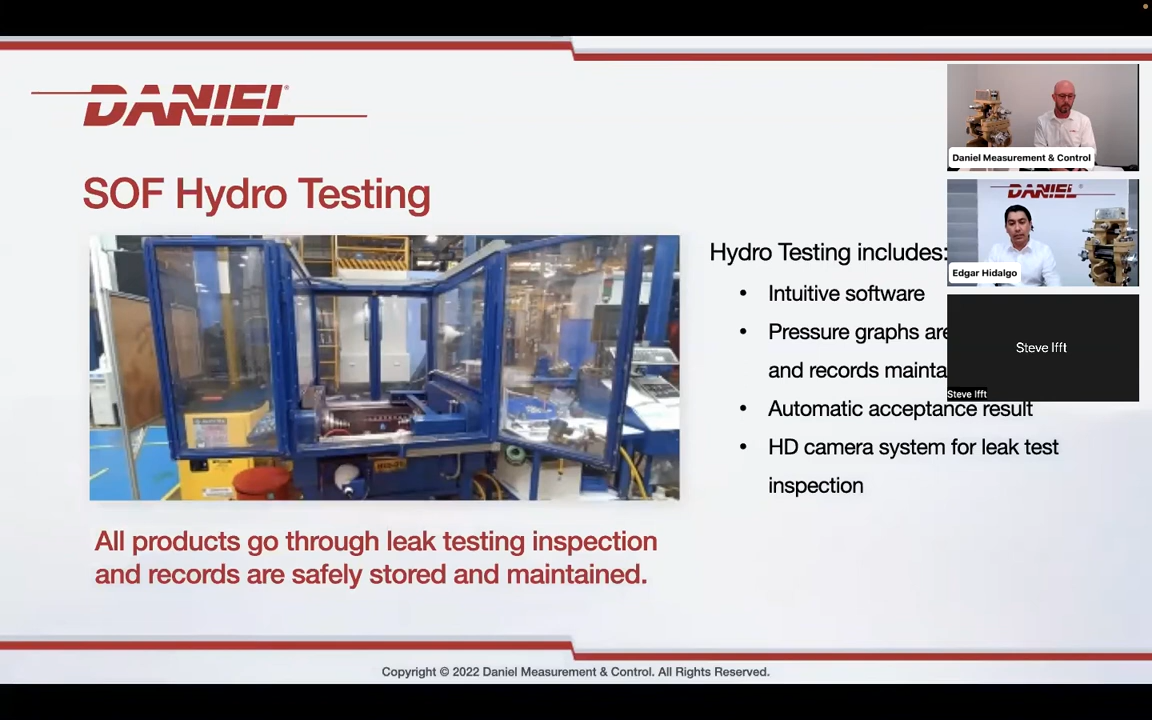 DANIEL
SOF Hydro Testing
Hydro Testing includes:
• Intuitive software
• Pressure graphs are
and records mainta
• Automatic acceptance result
• HD camera system for leak test
inspection
All products go through leak testing inspection
and records are safely stored and maintained.
Copyright © 2022 Daniel Measurement & Control. All Rights Reserved.
Daniel Measurement & Control
DANIEL
Edgar Hidalgo
Steve Ifft
Steve Ifft